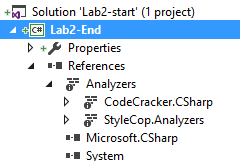 Solution 'Lab2-start' (1 project)
C# Lab2-End
Properties
References
Analyzers
CodeCracker.CSharp
StyleCop.Analyzers
Microsoft.CSharp
System